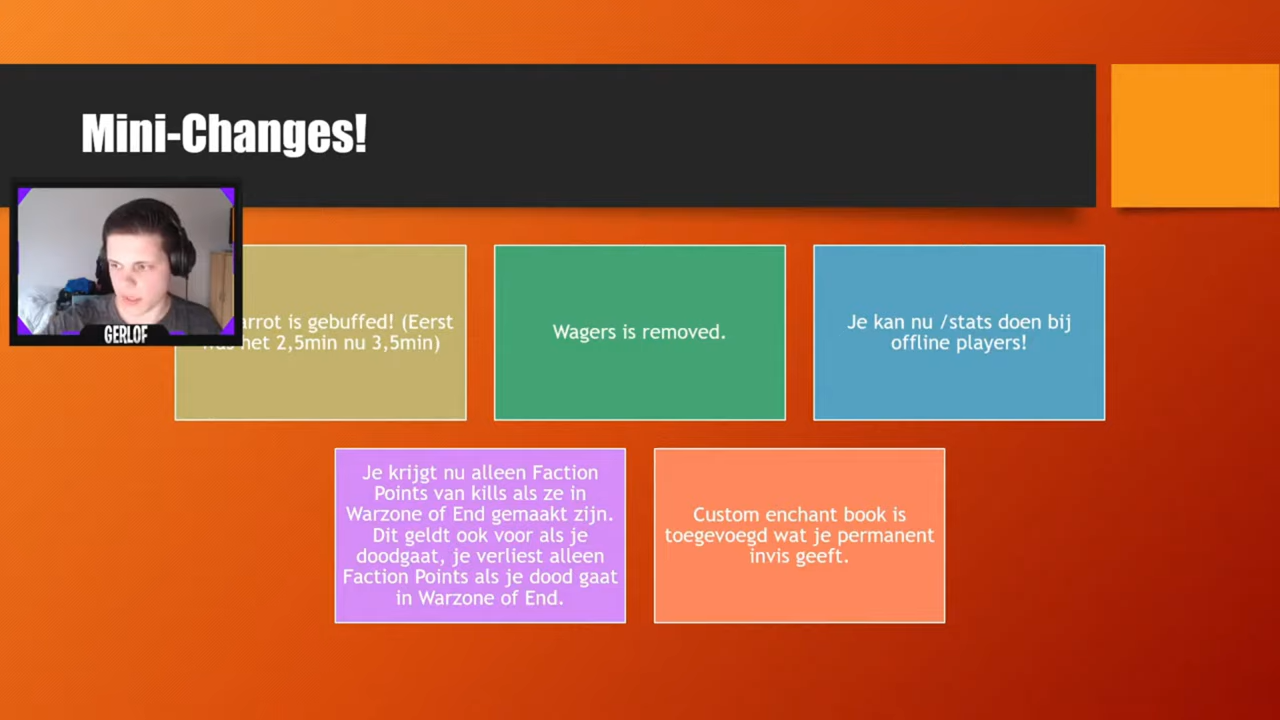 Mini-Changes!
GERLOF
is gebuffed! (Eerst
het 2,5min nu 3,5min)
Wagers is removed.
Je kan nu /stats doen bij
offline players!
Je krijgt nu alleen Faction
Points van kills als ze in
Warzone of End gemaakt zijn.
Dit geldt ook voor als je
doodgaat, je verliest alleen
Faction Points als je dood gaat
in Warzone of End.
Custom enchant book is
toegevoegd wat je permanent
invis geeft.